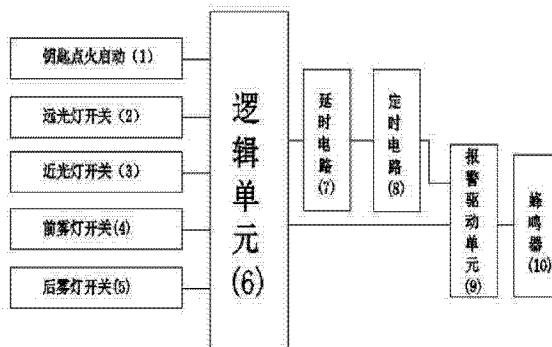 钥匙点火启动（1）
远光灯开关（2）
近光灯开关（3）
前雾灯开关(4)
后雾灯开关(5)
逻辑单元(6)
延时电路(7)
定时电路(8)
报警驱动单元(9)
蜂鸣器(10)